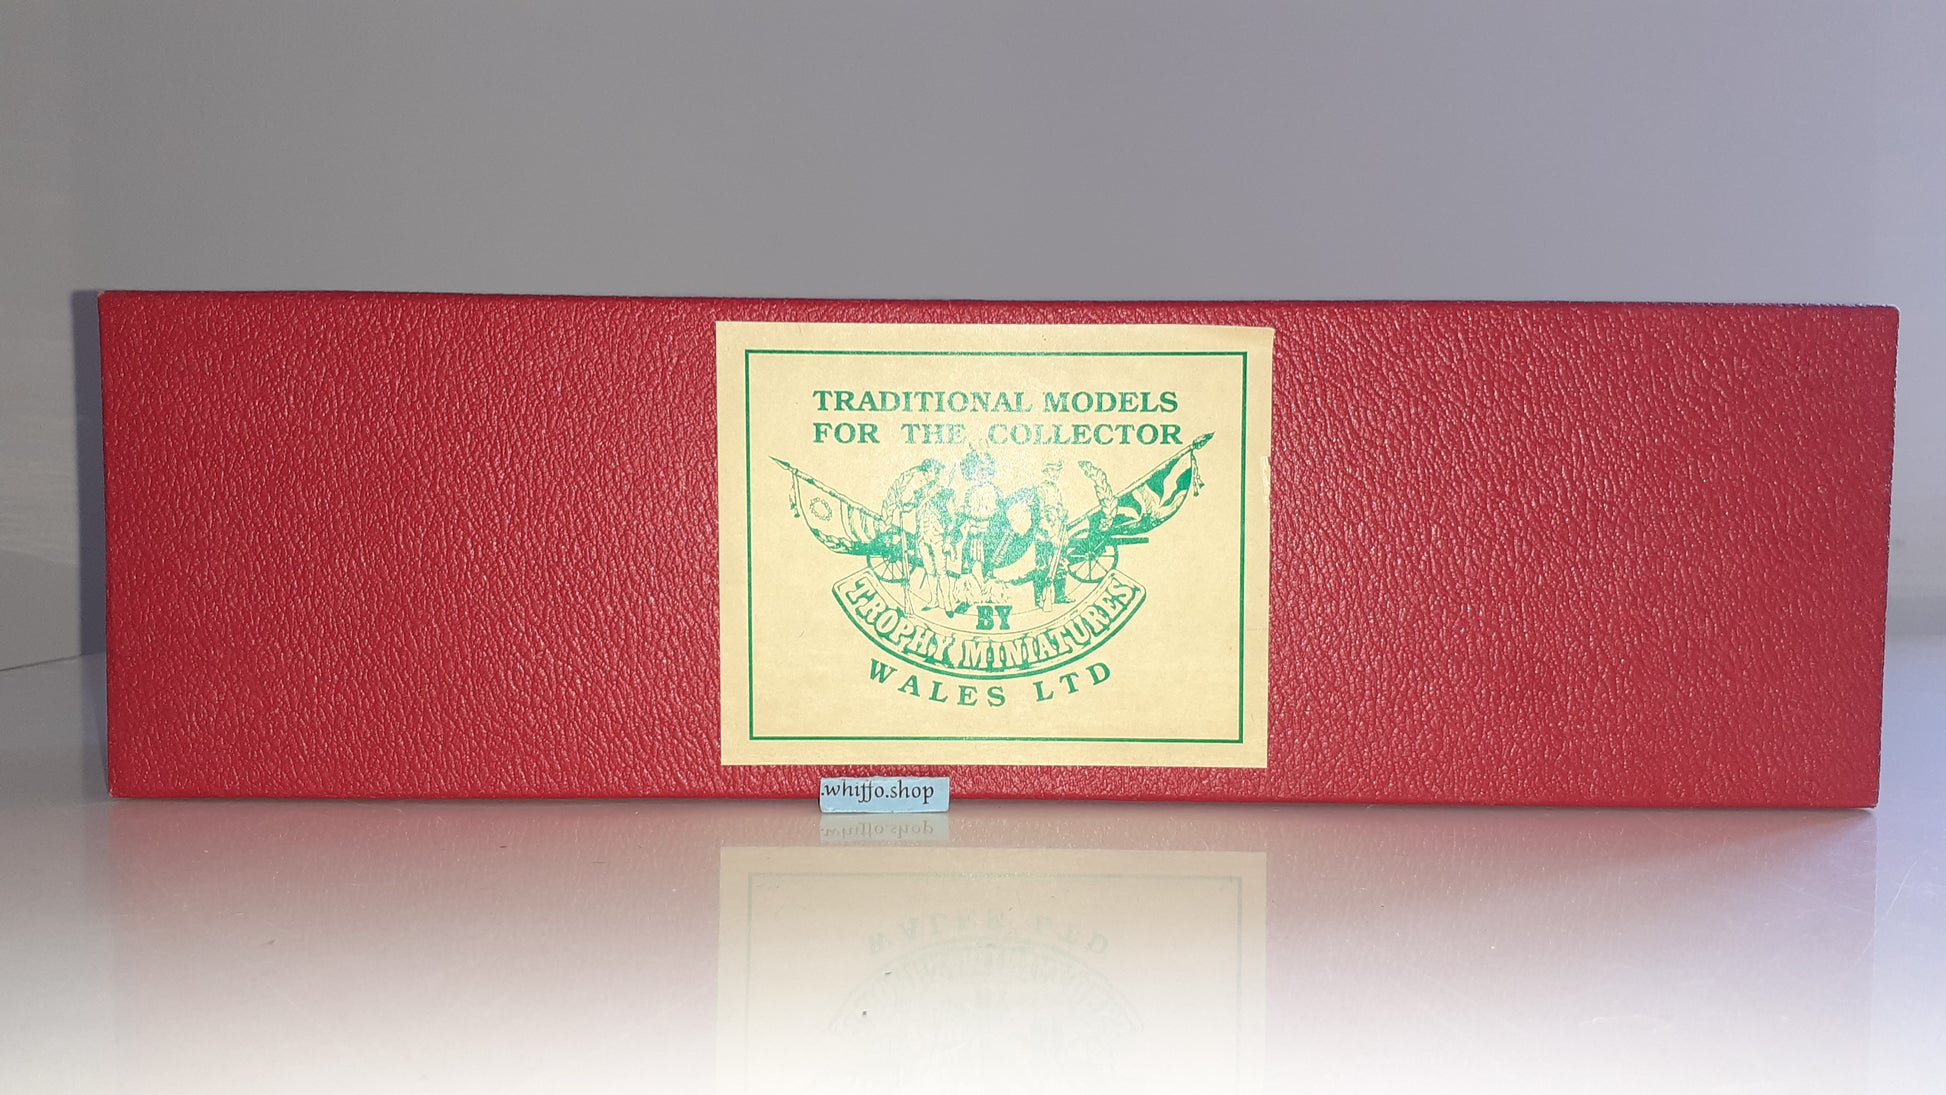 TRADITIONAL MODELS
FOR THE COLLECTOR
BY
TROPHY MINIATURES
WALES LTD
.whiffo.shop